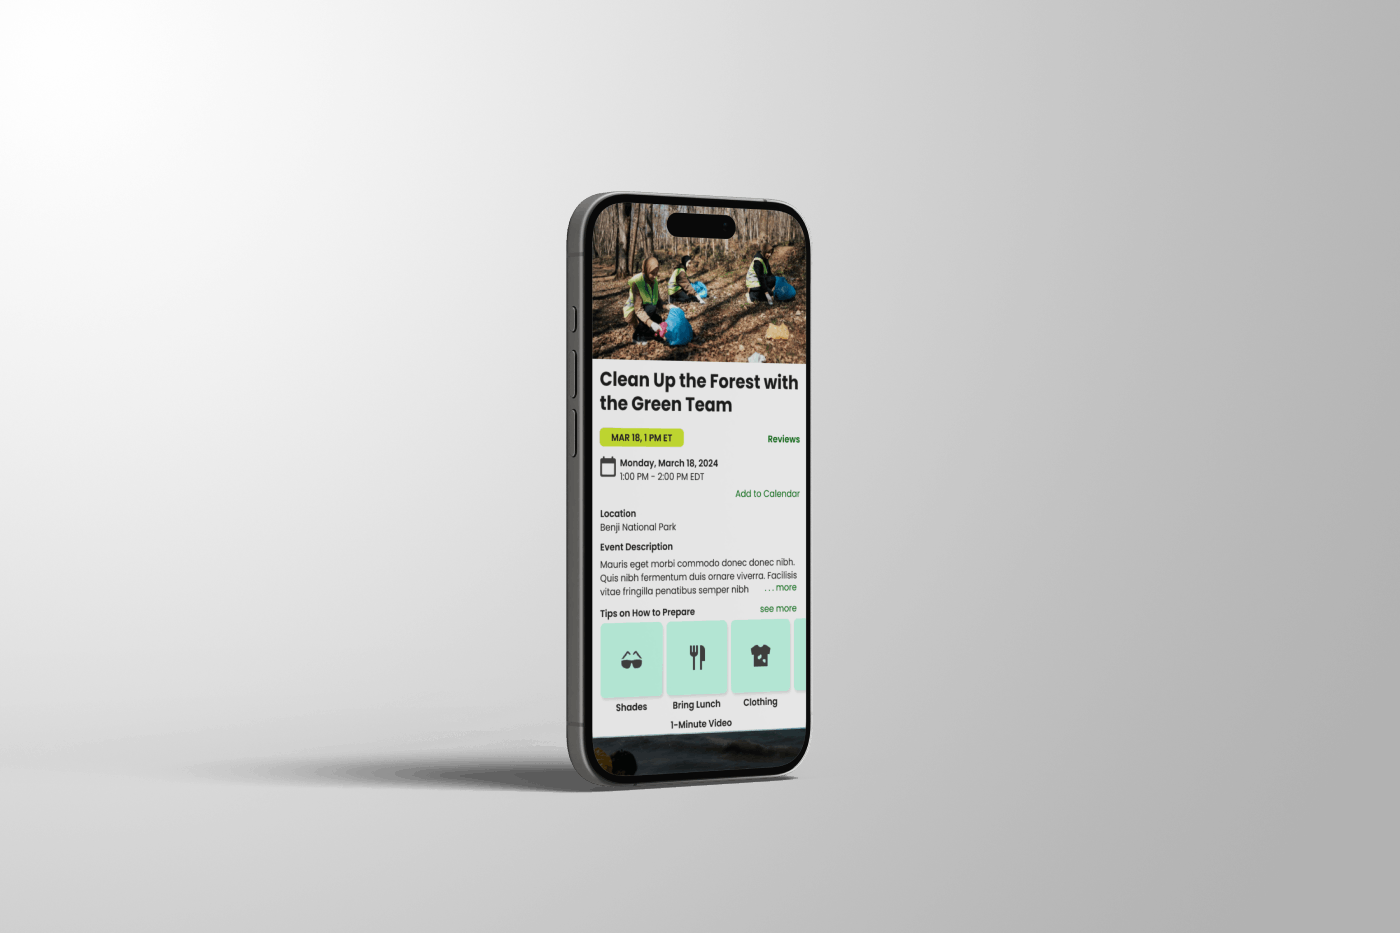 Clean Up the Forest with
the Green Team
MAR 18, 1 PM ET
Reviews
Monday, March 18, 2024
1:00 PM - 2:00 PM EDT
Add to Calendar
Location
Benji National Park
Event Description
Mauris eget morbi commodo donec donec nibh.
Quis nibh fermentum duis ornare viverra. Facilisis
vitae fringilla penatibus semper nibh ... more
Tips on How to Prepare
see more
Shades
Bring Lunch
Clothing
1-Minute Video